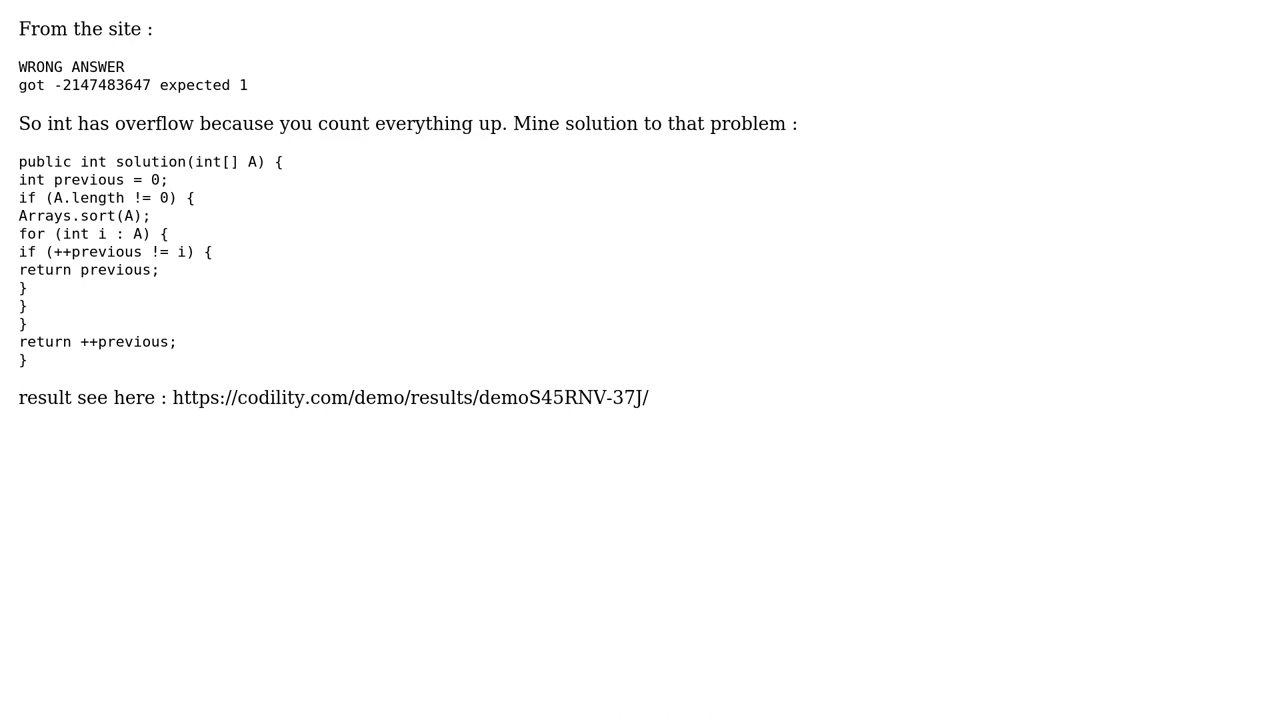 From the site :
WRONG ANSWER
got -2147483647 expected 1
So int has overflow because you count everything up. Mine solution to that problem :
public int solution(int[] A) {
int previous = 0;
if (A.length != 0) {
Arrays.sort(A);
for (int i : A) {
if (++previous != i) {
return previous;
}
}
}
return ++previous;
}
result see here : https://codility.com/demo/results/demoS45RNV-37J/